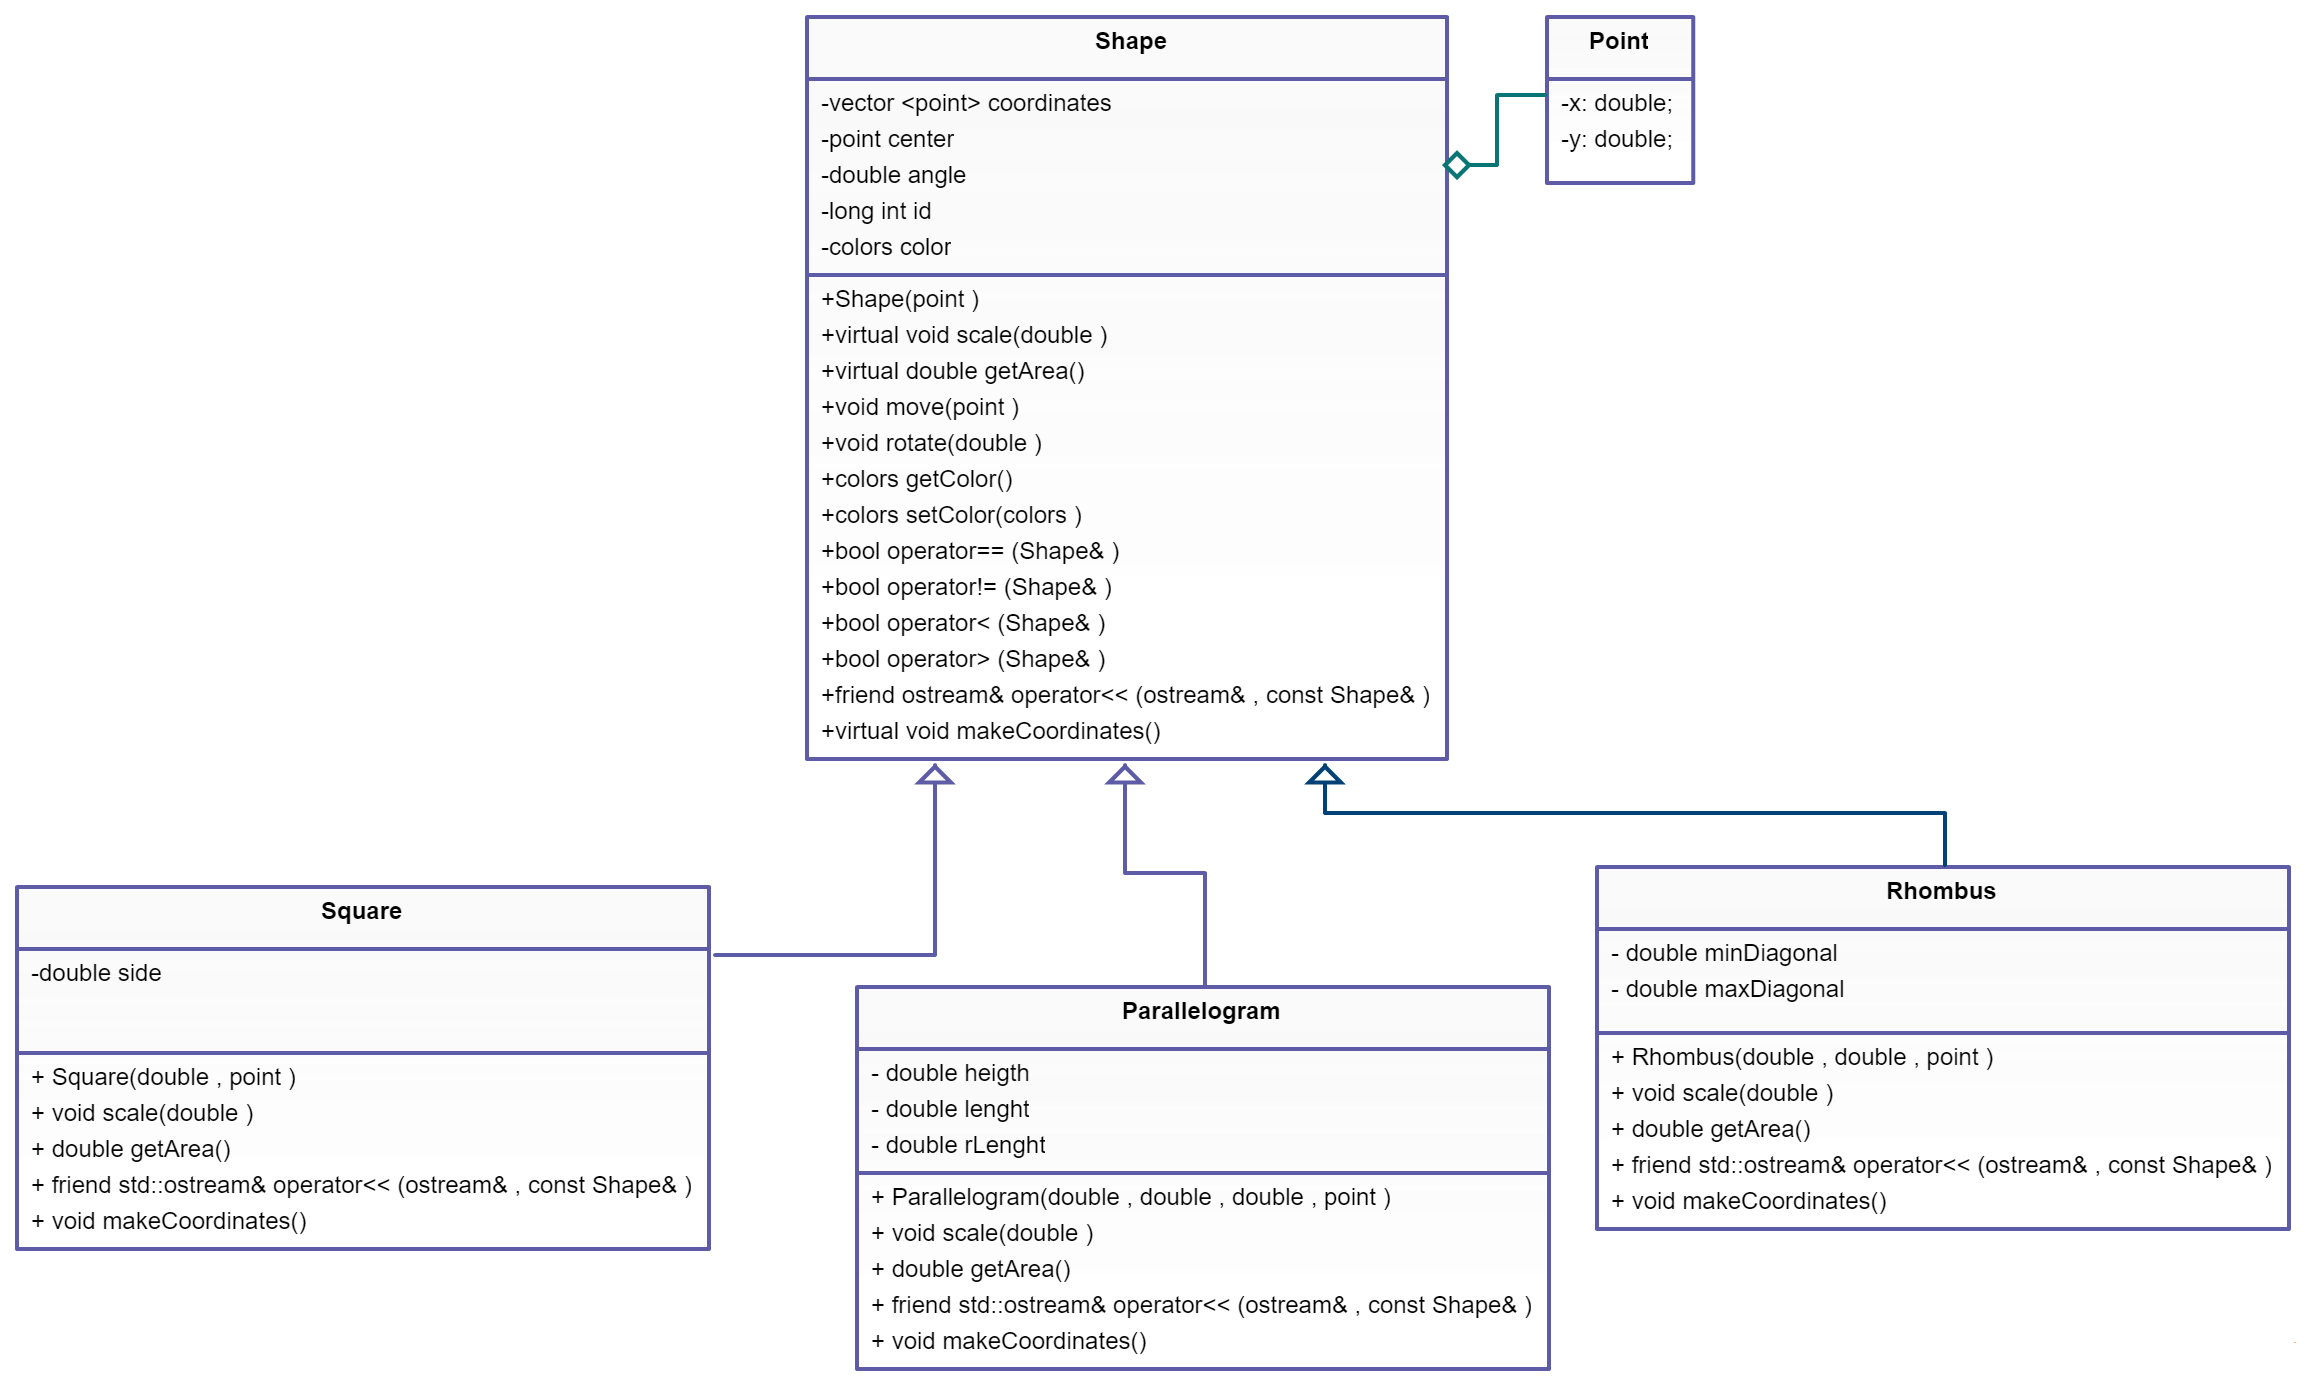 Shape
-vector <point> coordinates
-point center
-double angle
-long int id
-colors color
+Shape(point )
+virtual void scale(double )
+virtual double getArea()
+void move(point )
+void rotate(double )
+colors getColor()
+colors setColor(colors )
+bool operator== (Shape& )
+bool operator!= (Shape& )
+bool operator< (Shape& )
+bool operator> (Shape& )
+friend ostream& operator<< (ostream& , const Shape& )
+virtual void makeCoordinates()
Point
-x: double;
-y: double;
Square
-double side
+ Square(double , point )
+ void scale(double )
+ double getArea()
+ friend std::ostream& operator<< (ostream& , const Shape& )
+ void makeCoordinates()
Parallelogram
- double heigth
- double lenght
- double rLenght
+ Parallelogram(double , double , double , point )
+ void scale(double )
+ double getArea()
+ friend std::ostream& operator<< (ostream& , const Shape& )
+ void makeCoordinates()
Rhombus
- double minDiagonal
- double maxDiagonal
+ Rhombus(double , double , point )
+ void scale(double )
+ double getArea()
+ friend std::ostream& operator<< (ostream& , const Shape& )
+ void makeCoordinates()